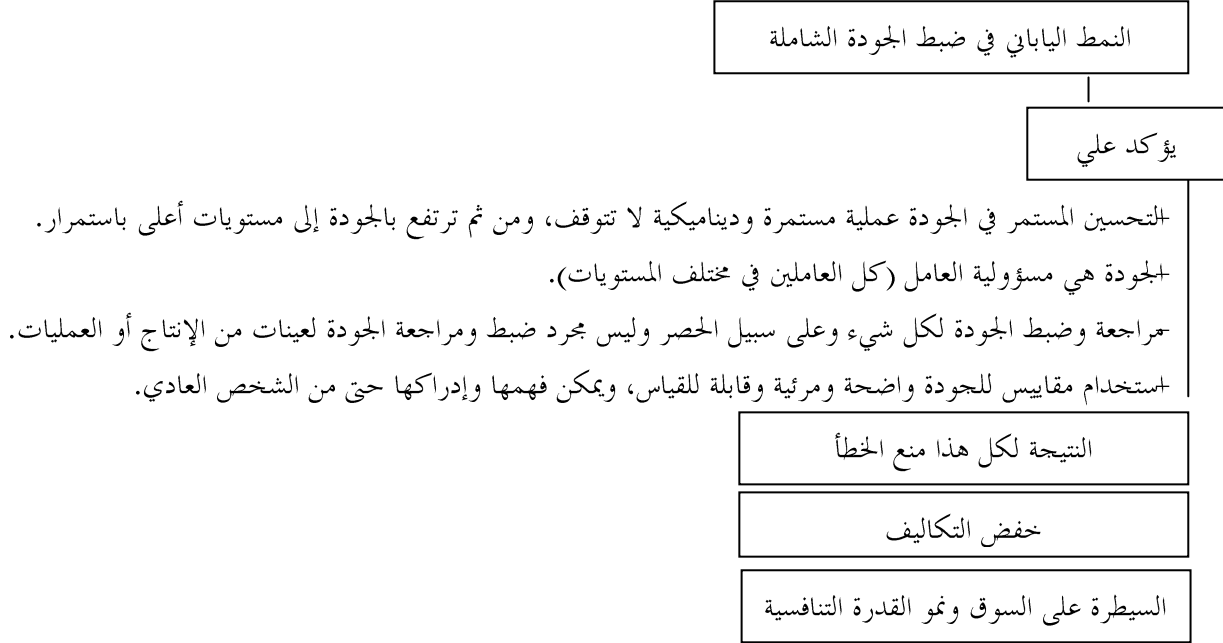 النمط الياباني في ضبط الجودة الشاملة
يؤكد علي
التحسين المستمر في الجودة عملية مستمرة وديناميكية لا تتوقف، ومن ثم ترتفع بالجودة إلى مستويات أعلى باستمرار.
الجودة هي مسؤولية العامل (كل العاملين في مختلف المستويات).
مراجعة وضبط الجودة لكل شيء وعلى سبيل الحصر وليس مجرد ضبط ومراجعة الجودة لعينات من الإنتاج أو العمليات.
استخدام مقاييس للجودة واضحة ومرئية وقابلة للقياس، ويمكن فهمها وإدراكها حتى من الشخص العادي.
النتيجة لكل هذا منع الخطأ
خفض التكاليف
السيطرة على السوق ونمو القدرة التنافسية